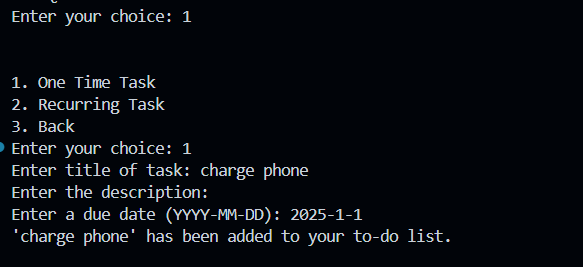 Enter your choice: 1
1. One Time Task
2. Recurring Task
3. Back
Enter your choice: 1
Enter title of task: charge phone
Enter the description:
Enter a due date (YYYY-MM-DD): 2025-1-1
'charge phone' has been added to your to-do list.